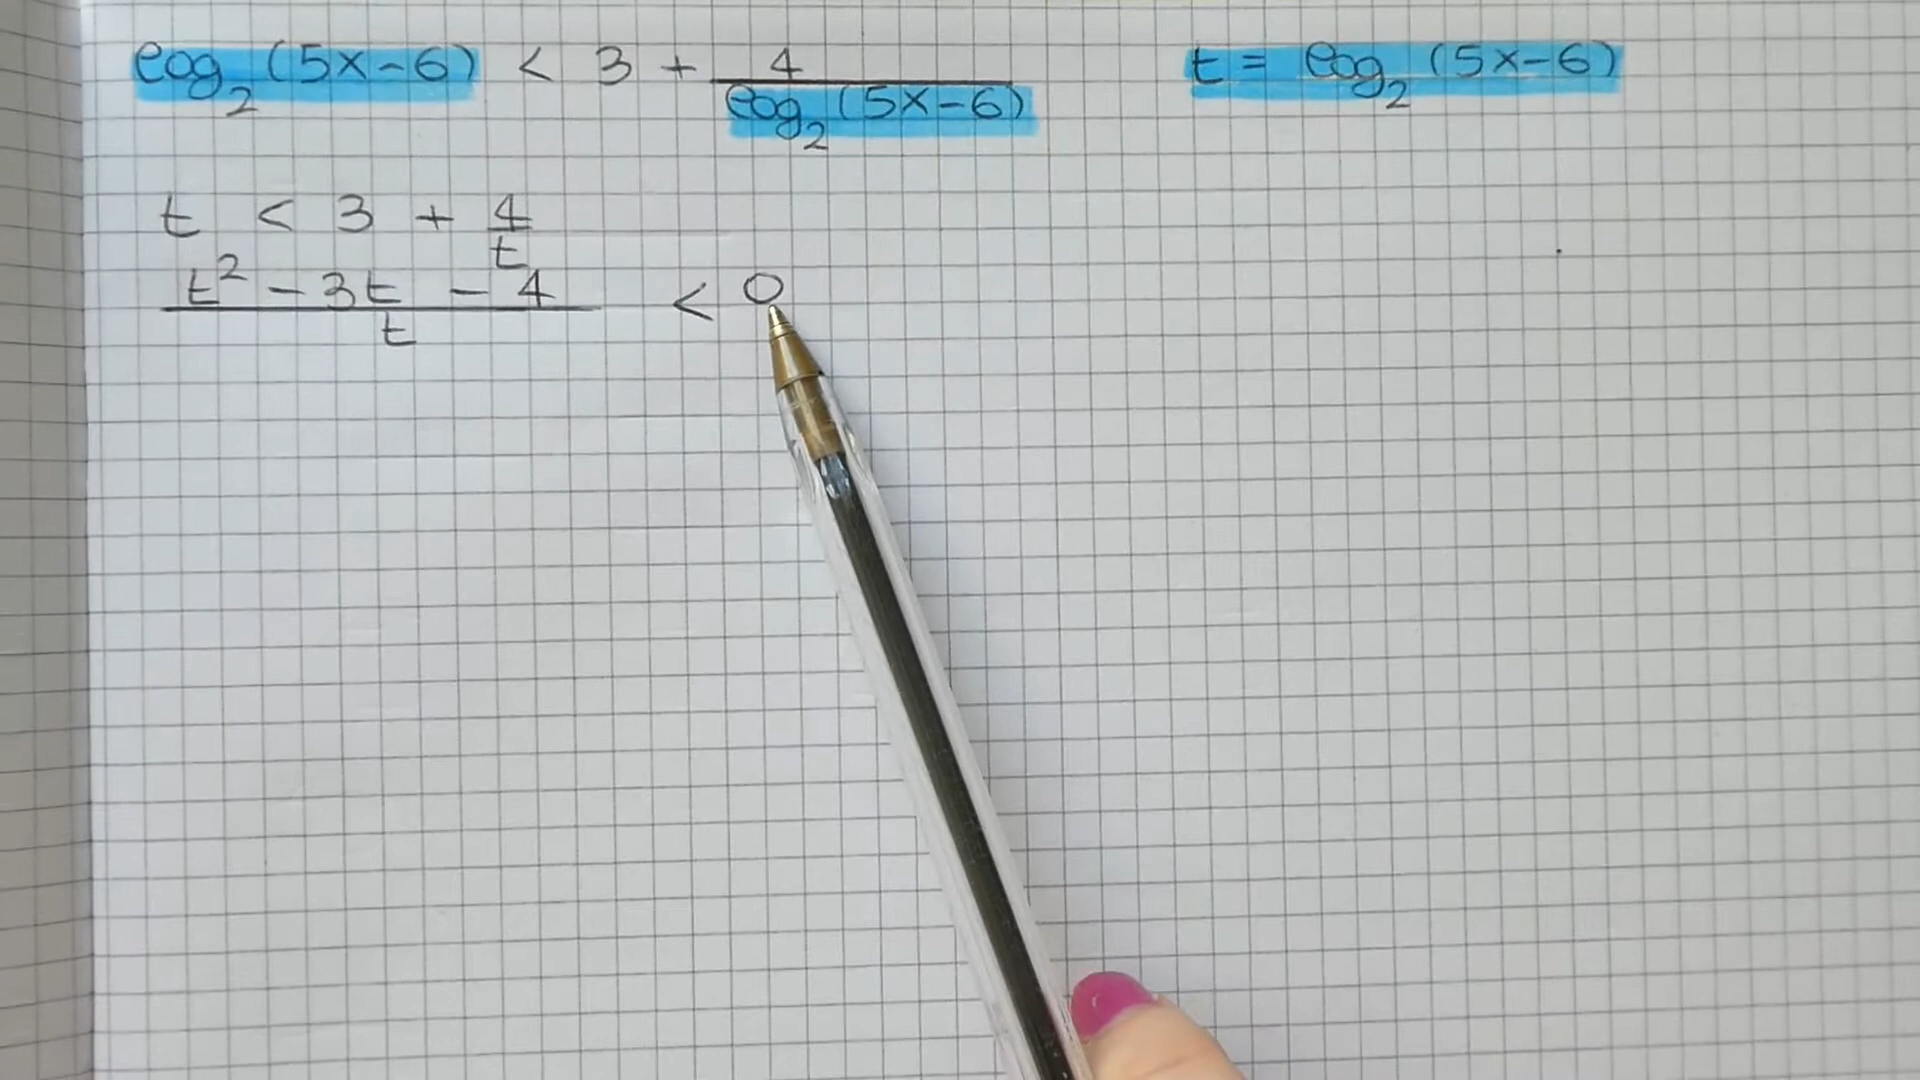 log₂ (5x-6) < 3 + 4 / log₂ (5x-6)
t = log₂ (5x-6)
t < 3 + 4/t
(t² - 3t - 4) / t < 0